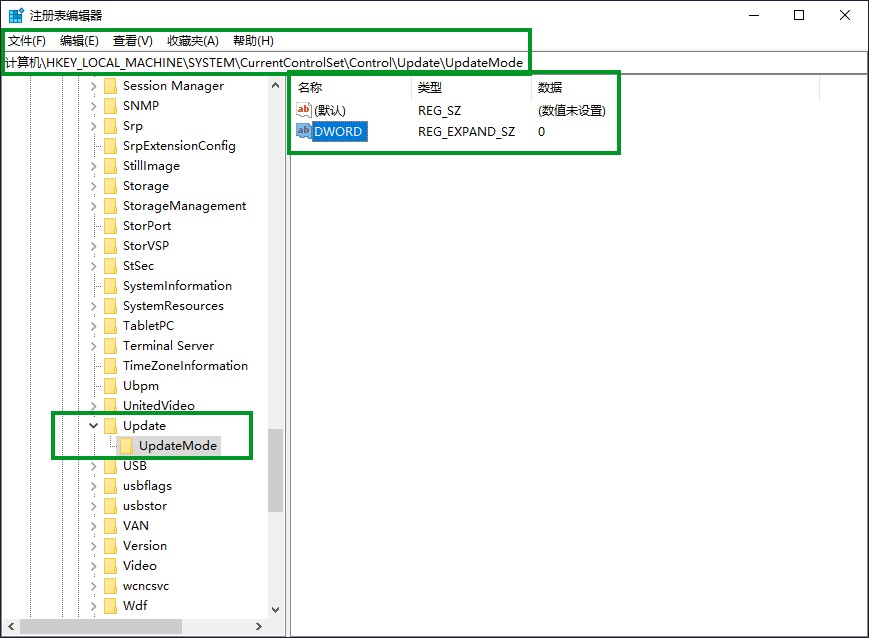 注册表编辑器
文件(F) 编辑(E) 查看(V) 收藏夹(A) 帮助(H)
计算机\HKEY_LOCAL_MACHINE\SYSTEM\CurrentControlSet\Control\Update\UpdateMode
Session Manager
SNMP
Srp
SrpExtensionConfig
StillImage
Storage
StorageManagement
StorPort
StorVSP
StSec
SystemInformation
SystemResources
TabletPC
Terminal Server
TimeZoneInformation
Ubpm
UnitedVideo
Update
UpdateMode
USB
usbflags
usbstor
VAN
Version
Video
wcncsvc
Wdf
名称 类型 数据
ab (默认) REG_SZ (数值未设置)
ab DWORD REG_EXPAND_SZ 0